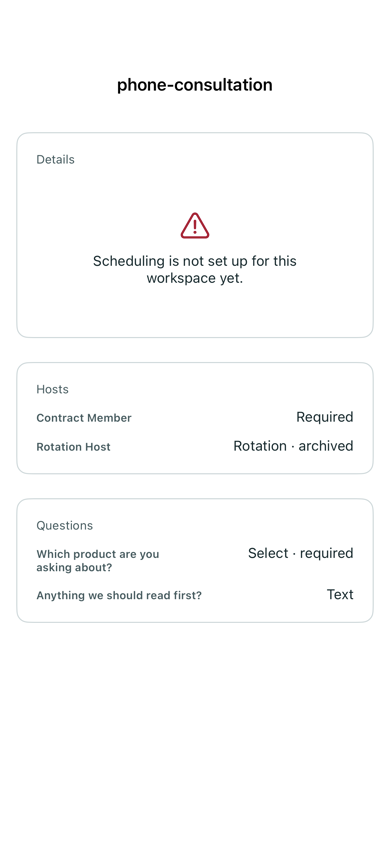 phone-consultation
Details
Scheduling is not set up for this
workspace yet.
Hosts
Contract Member Required
Rotation Host Rotation · archived
Questions
Which product are you
asking about? Select · required
Anything we should read first? Text